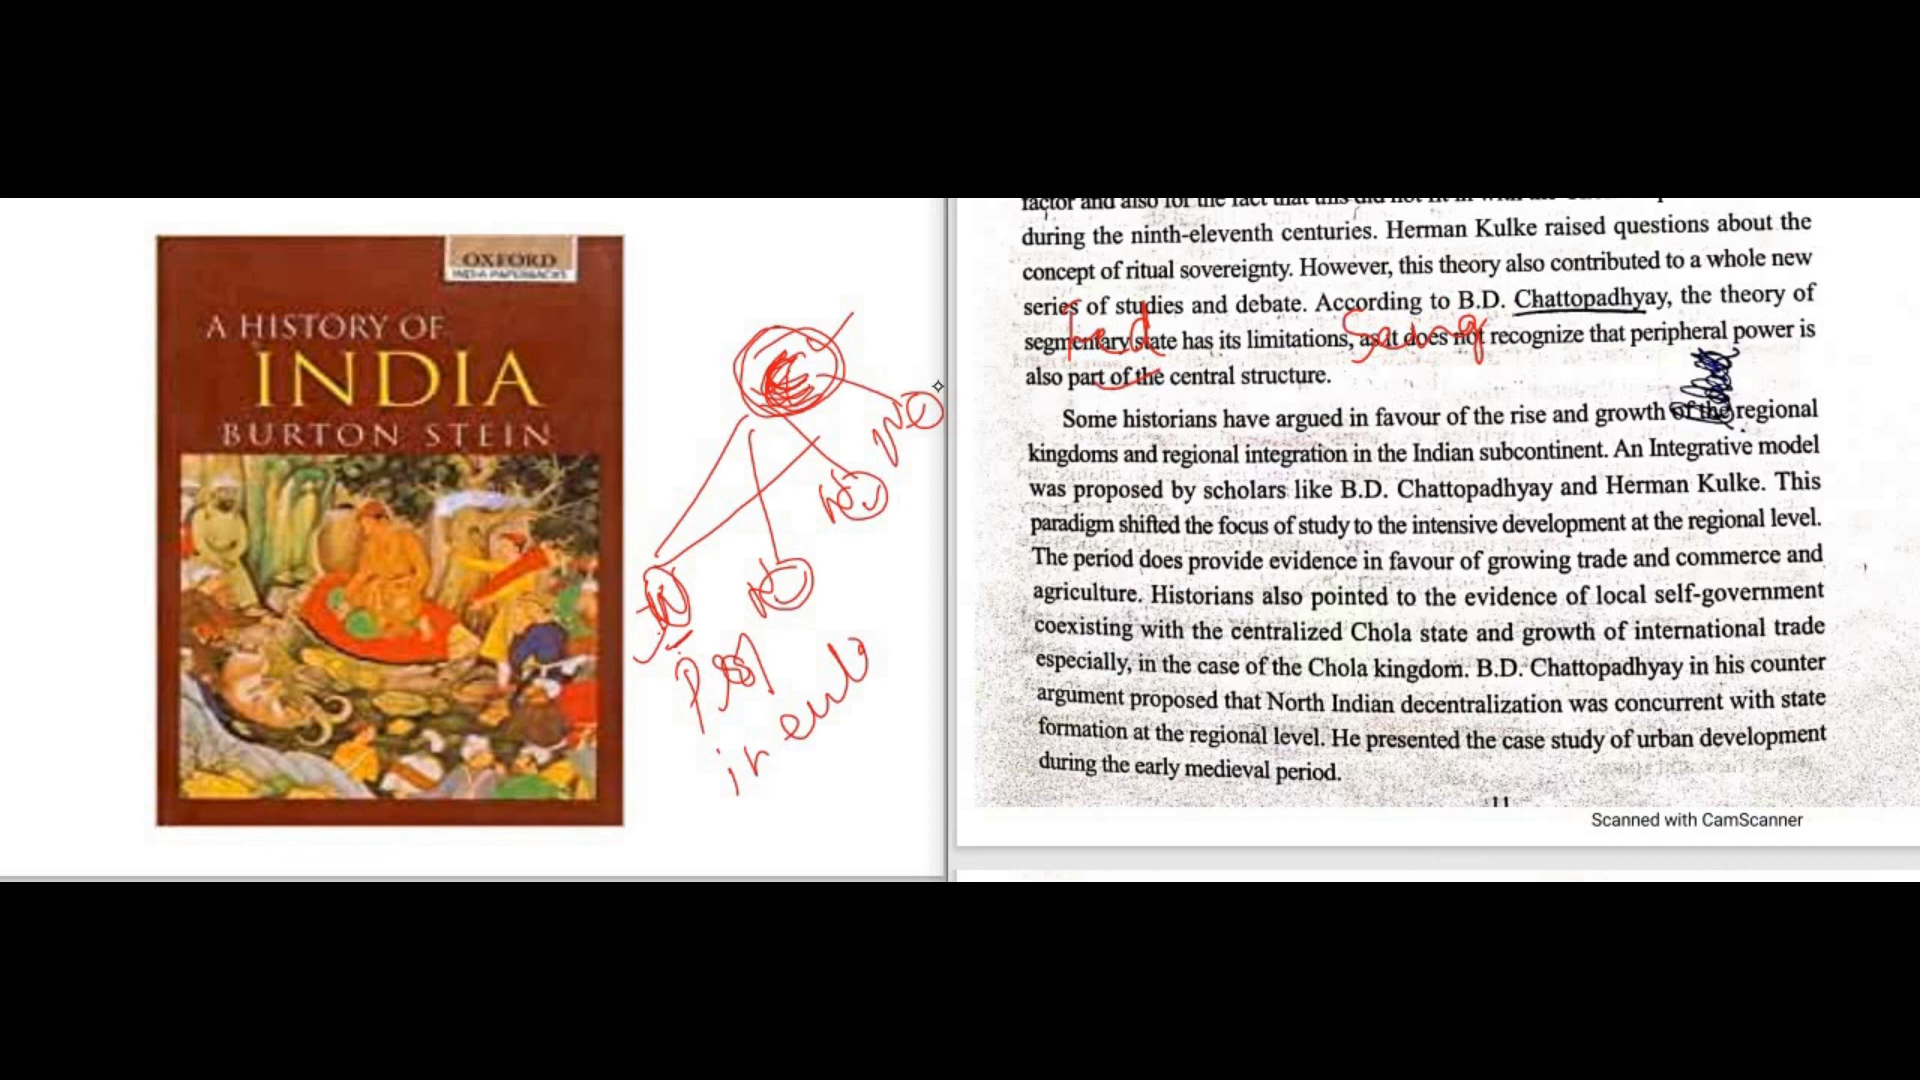 OXFORD
INDIA PAPERBACKS
A HISTORY OF
INDIA
BURTON STEIN
during the ninth-eleventh centuries. Herman Kulke raised questions about the
concept of ritual sovereignty. However, this theory also contributed to a whole new
series of studies and debate. According to B.D. Chattopadhyay, the theory of
segmentary state has its limitations, as it does not recognize that peripheral power is
also part of the central structure.
Some historians have argued in favour of the rise and growth of the regional
kingdoms and regional integration in the Indian subcontinent. An Integrative model
was proposed by scholars like B.D. Chattopadhyay and Herman Kulke. This
paradigm shifted the focus of study to the intensive development at the regional level.
The period does provide evidence in favour of growing trade and commerce and
agriculture. Historians also pointed to the evidence of local self-government
coexisting with the centralized Chola state and growth of international trade
especially, in the case of the Chola kingdom. B.D. Chattopadhyay in his counter
argument proposed that North Indian decentralization was concurrent with state
formation at the regional level. He presented the case study of urban development
during the early medieval period.
11
Scanned with CamScanner